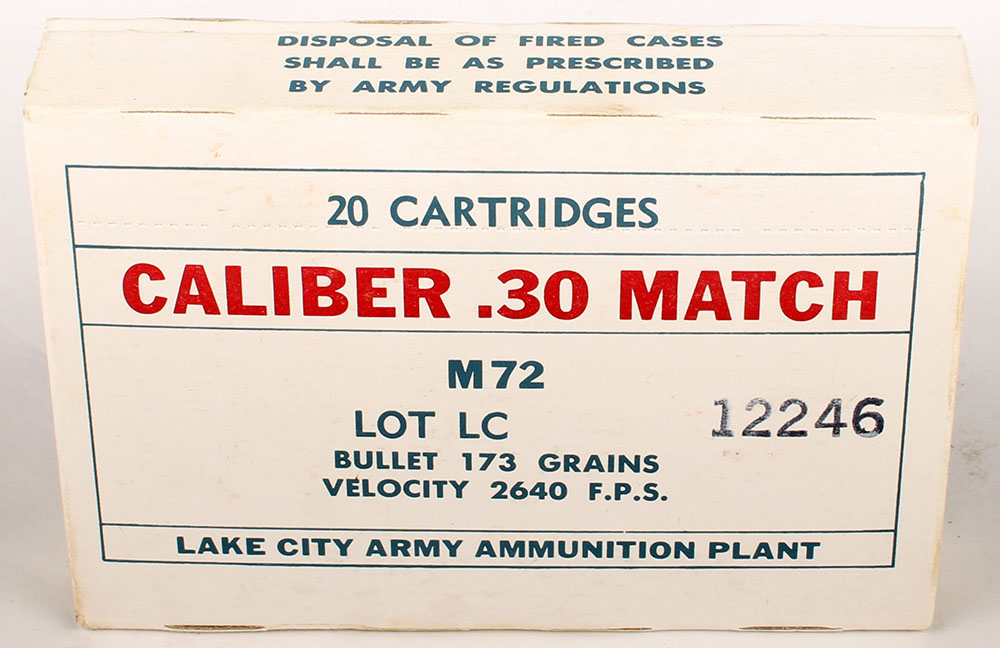 DISPOSAL OF FIRED CASES
SHALL BE AS PRESCRIBED
BY ARMY REGULATIONS
20 CARTRIDGES
CALIBER .30 MATCH
M72
LOT LC 12246
BULLET 173 GRAINS
VELOCITY 2640 F.P.S.
LAKE CITY ARMY AMMUNITION PLANT